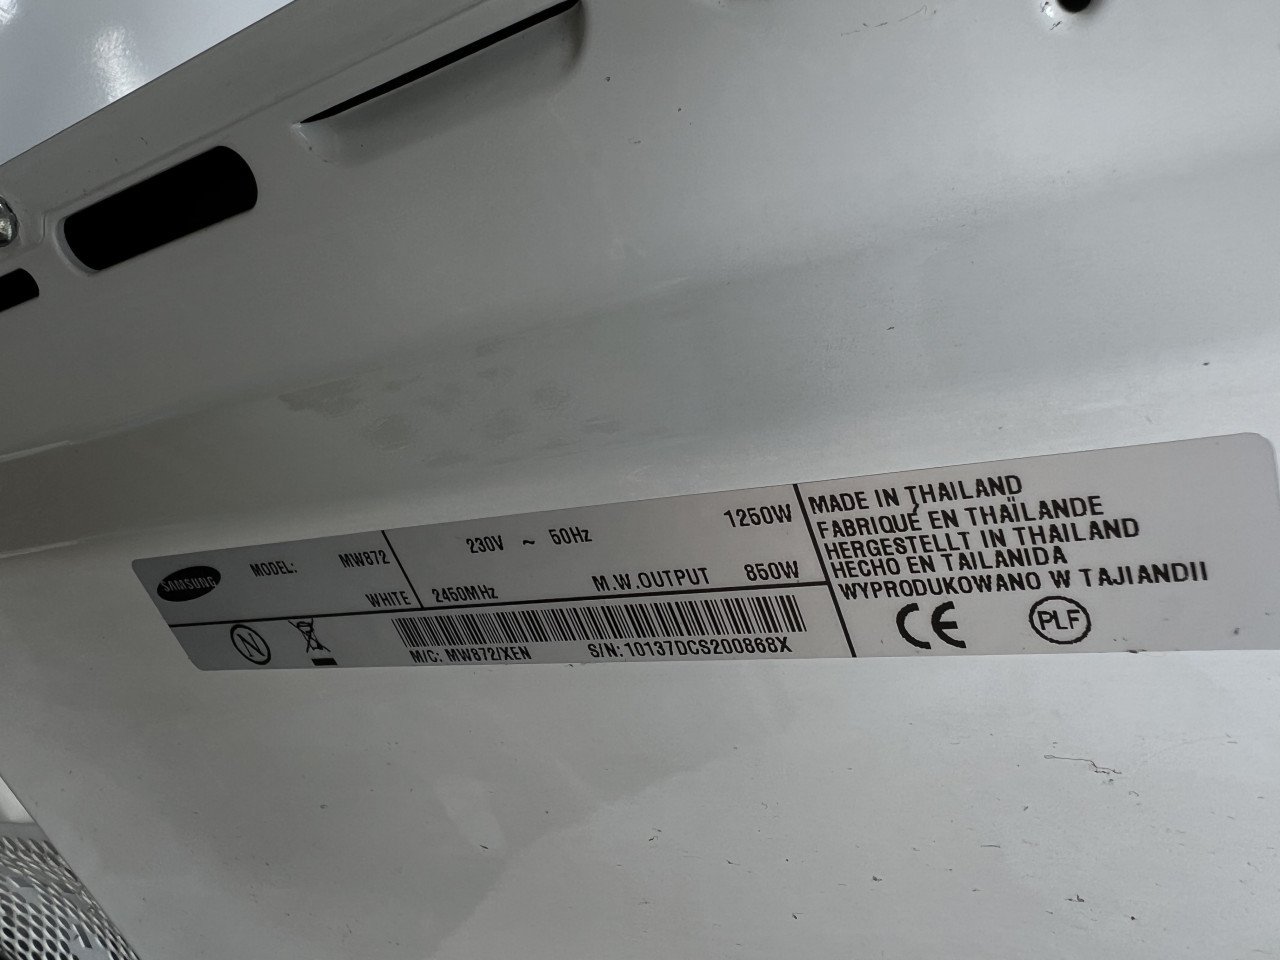 SAMSUNG
MODEL: MW872
WHITE
230V ~ 50Hz 1250W
2450MHz M.W.OUTPUT 850W
N
M/C: MW872/XEN S/N: 10137DCS200868X
MADE IN THAILAND
FABRIQUÉ EN THAÏLANDE
HERGESTELLT IN THAILAND
HECHO EN TAILANIDA
WYPRODUKOWANO W TAJIANDII
CE PLF